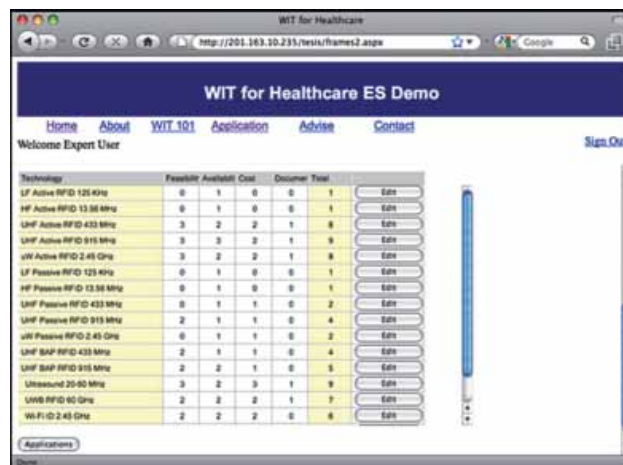 WIT for Healthcare
http://201.163.10.235/tesis/frames2.aspx Google
WIT for Healthcare ES Demo
Home About WIT 101 Application Advise Contact
Welcome Expert User Sign Ou
Technology Feasibilit Availabili Cost Documen Total
LF Active RFID 125 KHz 0 1 0 0 1 Edit
HF Active RFID 13.56 MHz 0 1 0 0 1 Edit
UHF Active RFID 433 MHz 3 2 2 1 8 Edit
UHF Active RFID 915 MHz 3 3 2 1 9 Edit
uW Active RFID 2.45 GHz 3 2 2 1 8 Edit
LF Passive RFID 125 KHz 0 1 0 0 1 Edit
HF Passive RFID 13.56 MHz 0 1 0 0 1 Edit
UHF Passive RFID 433 MHz 0 1 1 0 2 Edit
UHF Passive RFID 915 MHz 2 1 1 0 4 Edit
uW Passive RFID 2.45 GHz 0 1 1 0 2 Edit
UHF BAP RFID 433 MHz 2 1 1 0 4 Edit
UHF BAP RFID 915 MHz 2 2 1 0 5 Edit
Ultrasound 20-50 MHz 3 2 3 1 9 Edit
UWB RFID 60 GHz 2 2 2 1 7 Edit
Wi-Fi ID 2.45 GHz 2 2 2 0 6 Edit
Applications
Done